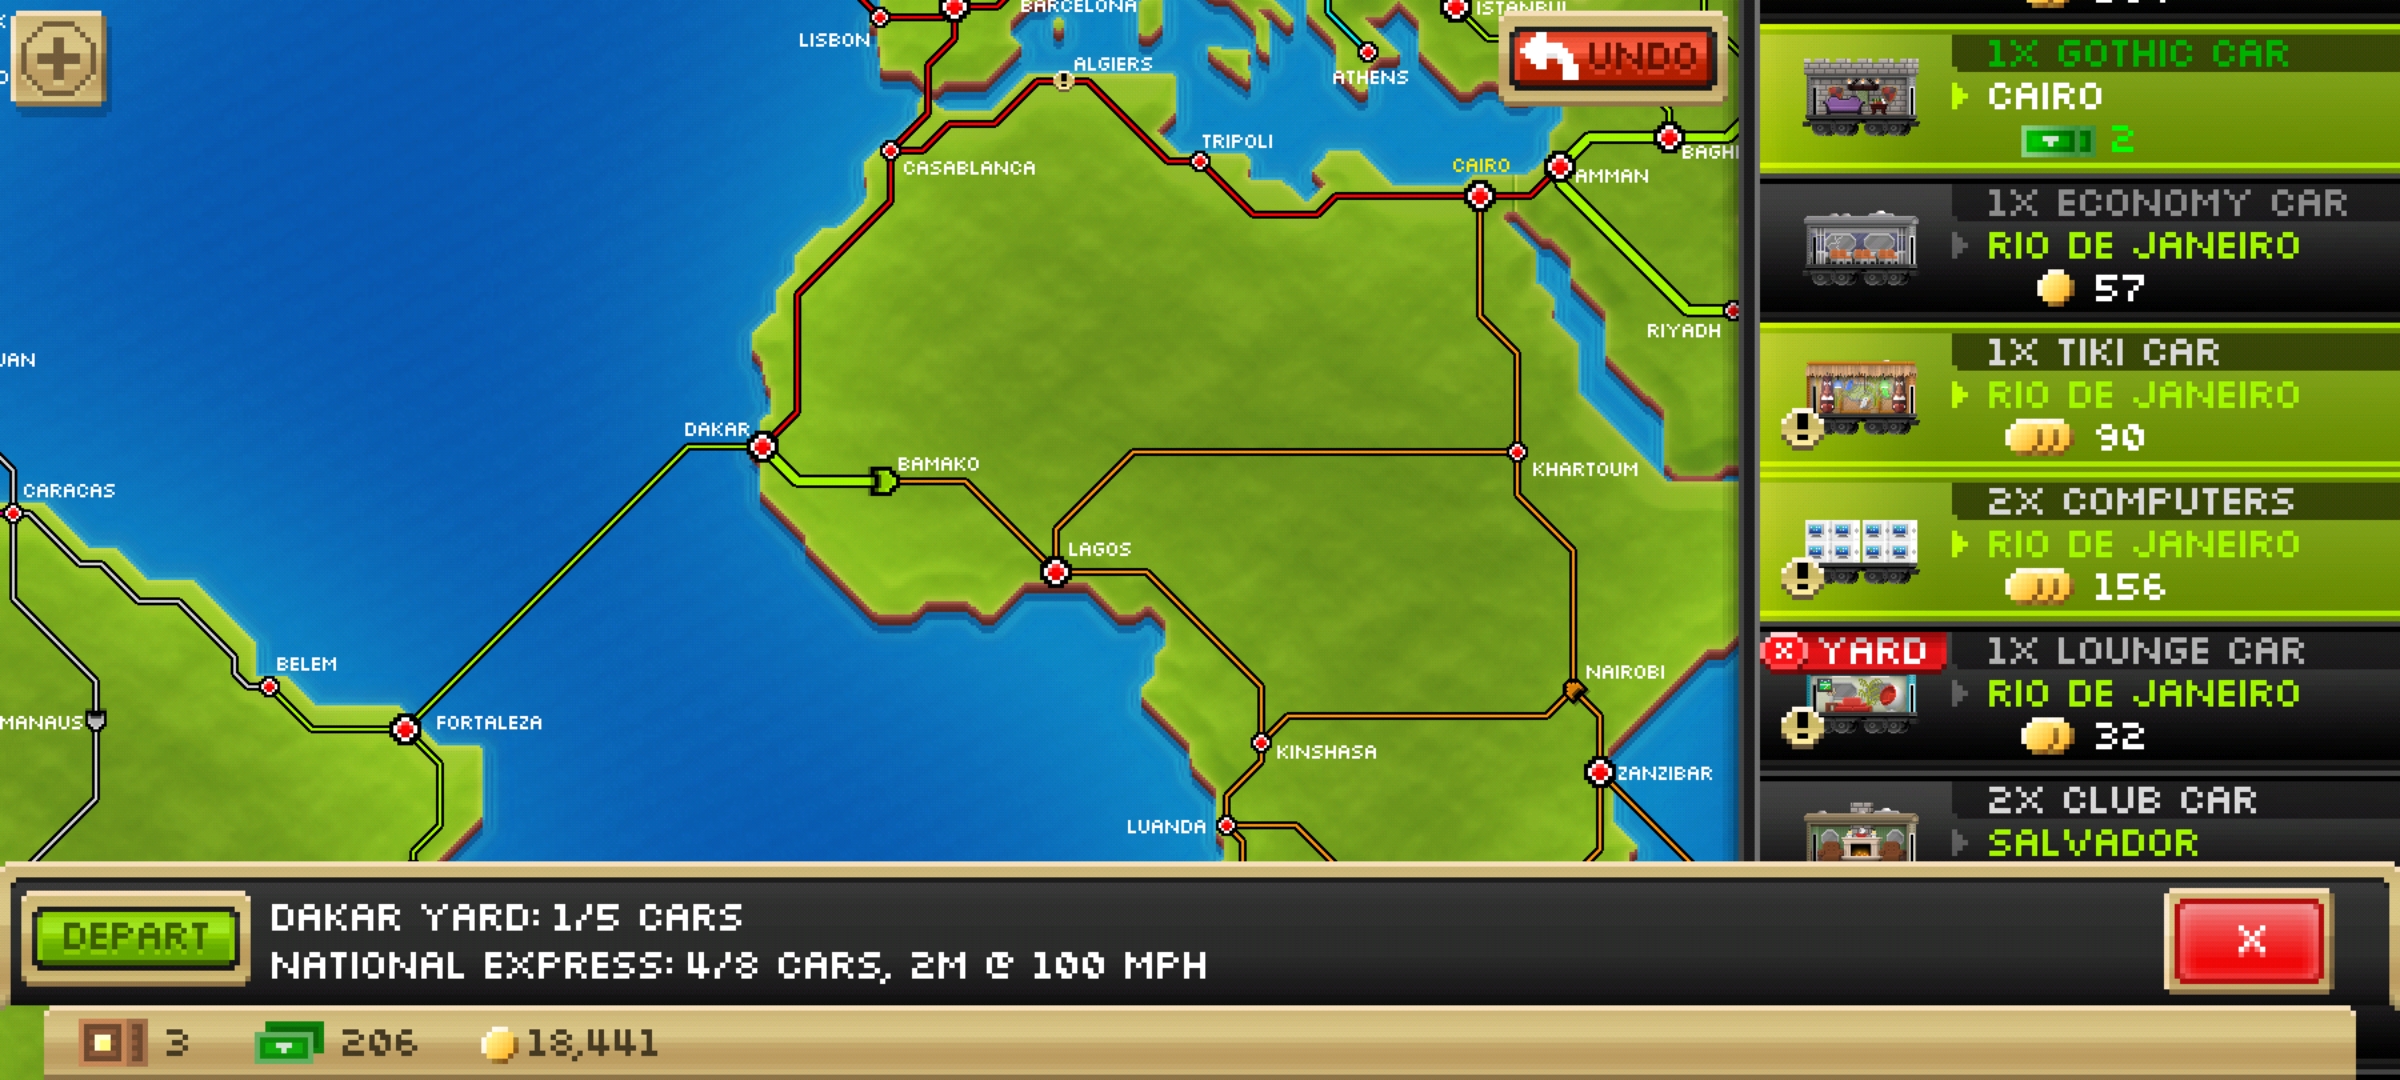 BARCELONA
ISTANBUL
LISBON
ALGIERS
ATHENS
UNDO
TRIPOLI
CASABLANCA
CAIRO
AMMAN
RIYADH
DAKAR
BAMAKO
KHARTOUM
CARACAS
LAGOS
BELEM
NAIROBI
MANAUS
FORTALEZA
KINSHASA
ZANZIBAR
LUANDA
1X GOTHIC CAR
CAIRO
2
1X ECONOMY CAR
RIO DE JANEIRO
57
1X TIKI CAR
RIO DE JANEIRO
90
2X COMPUTERS
RIO DE JANEIRO
156
X YARD
1X LOUNGE CAR
RIO DE JANEIRO
32
2X CLUB CAR
SALVADOR
DEPART
DAKAR YARD: 1/5 CARS
NATIONAL EXPRESS: 4/8 CARS, 2M @ 100 MPH
X
3
206
18,441